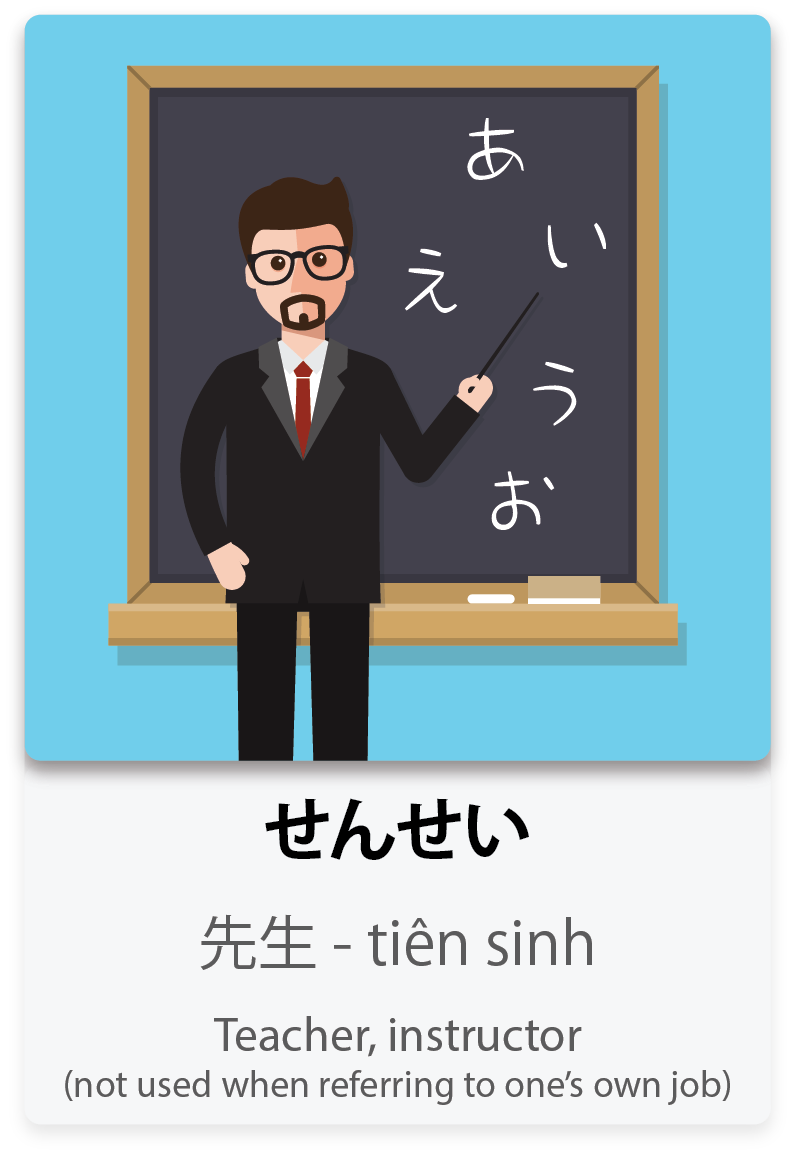 あ
い
え
う
お
せんせい
先生 - tiên sinh
Teacher, instructor
(not used when referring to one’s own job)